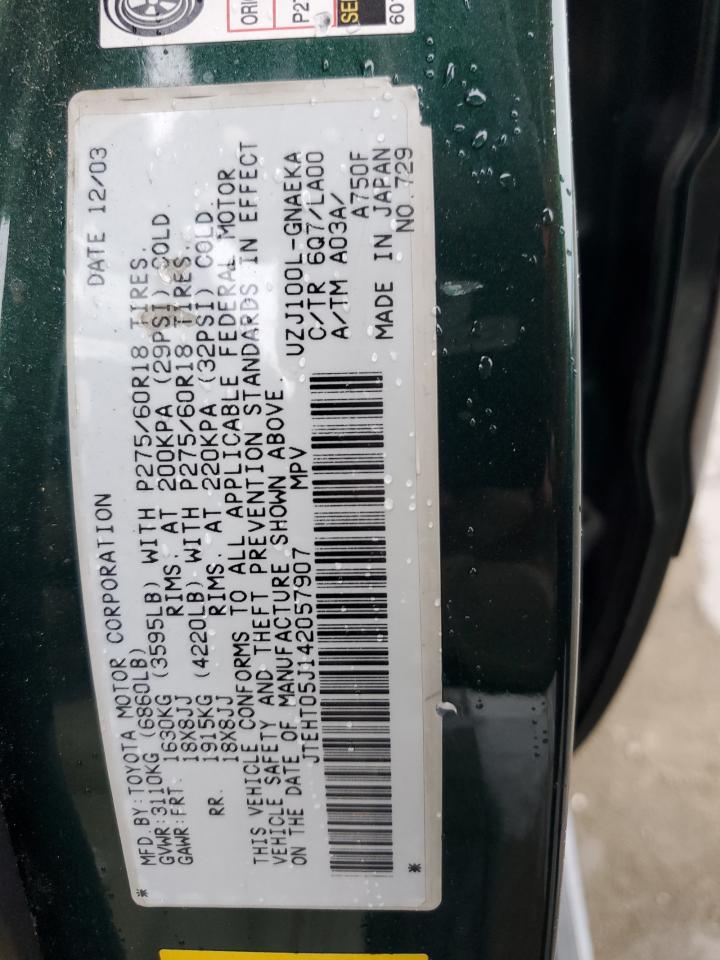 ORI
P27
SE
601
MFD. BY: TOYOTA MOTOR CORPORATION DATE 12/03
GVWR: 3110KG (6860LB)
GAWR: FRT. 1630KG (3595LB) WITH P275/60R18 TIRES,
18X8JJ RIMS, AT 200KPA (29PSI) COLD
RR. 1915KG (4220LB) WITH P275/60R18 TIRES,
18X8JJ RIMS, AT 220KPA (32PSI) COLD
THIS VEHICLE CONFORMS TO ALL APPLICABLE FEDERAL MOTOR
VEHICLE SAFETY AND THEFT PREVENTION STANDARDS IN EFFECT
ON THE DATE OF MANUFACTURE SHOWN ABOVE.
JTEHT05J142057907 MPV
UZJ100L-GNAEKA
C/TR 6Q7/LA00
A/TM A03A/
A750F
MADE IN JAPAN
NO.729